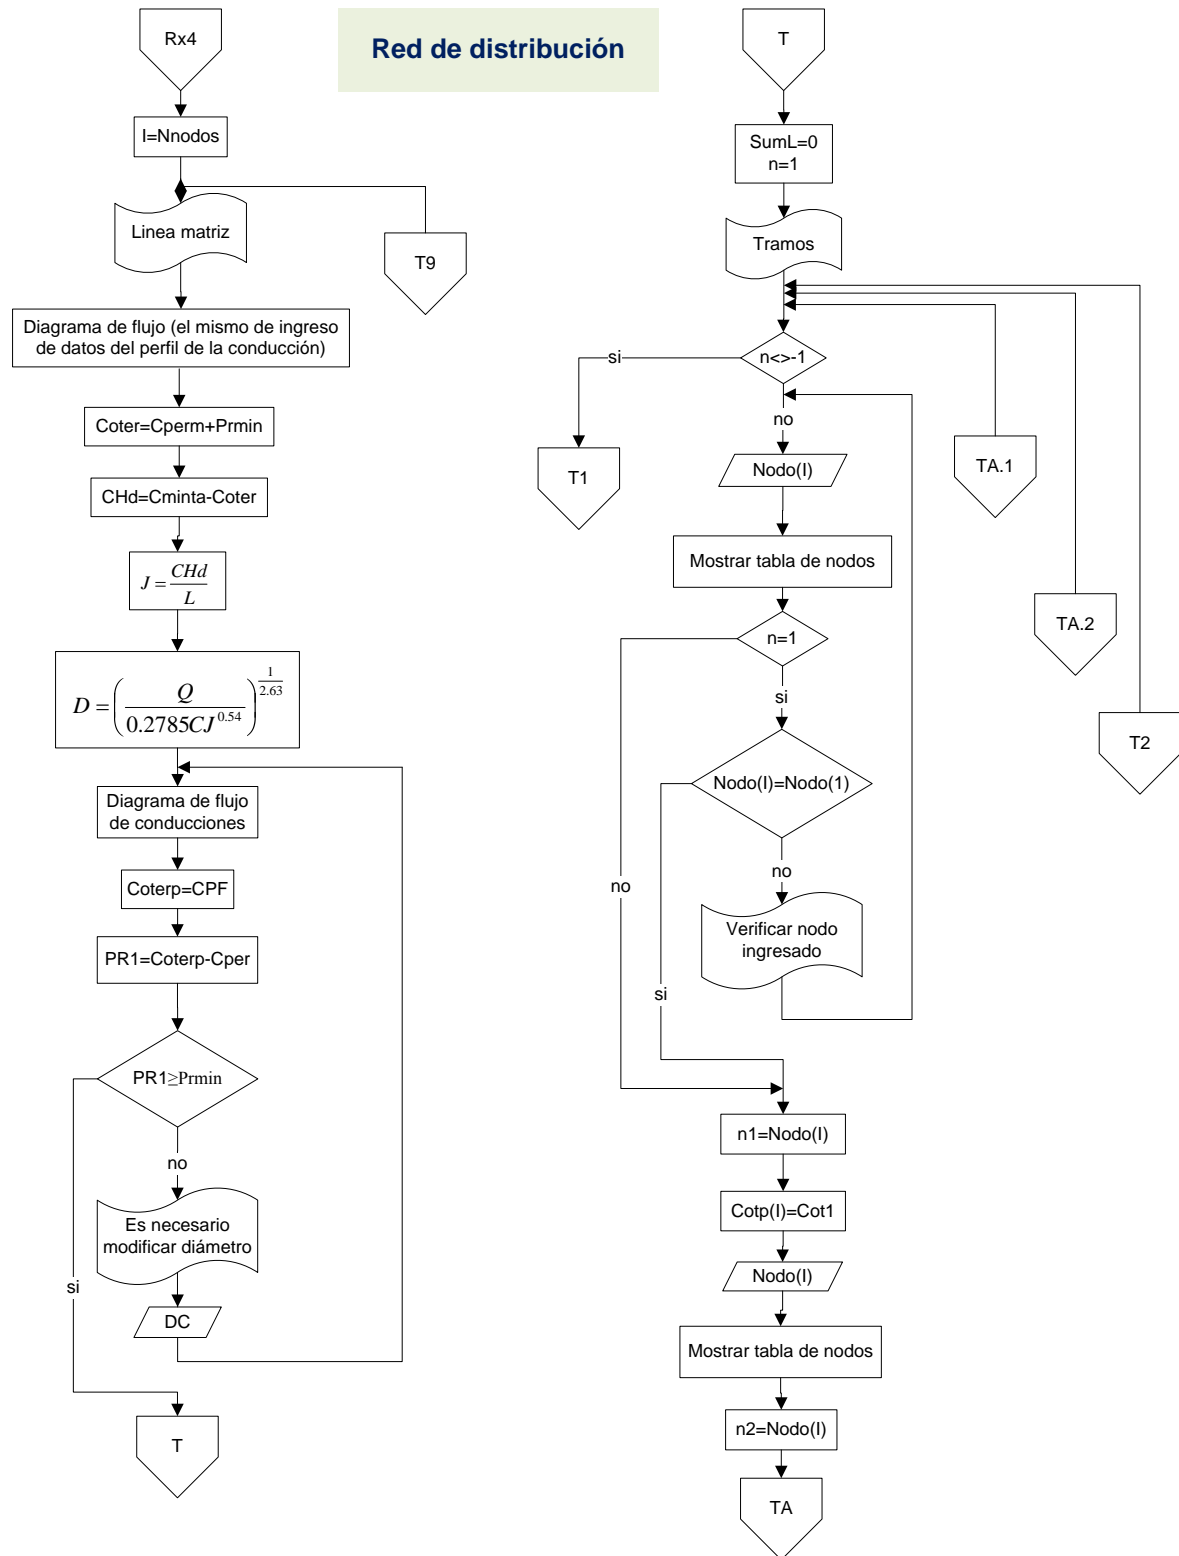 Red de distribución
Rx4
I=Nnodos
Linea matriz
T9
Diagrama de flujo (el mismo de ingreso
de datos del perfil de la conducción)
Coter=Cperm+Prmin
CHd=Cminta-Coter
J = CHd / L
D = (Q / 0.2785CJ^0.54)^(1/2.63)
Diagrama de flujo
de conducciones
Coterp=CPF
PR1=Coterp-Cper
PR1≥Prmin
no
Es necesario
modificar diámetro
si
DC
T
T
SumL=0
n=1
Tramos
n<>-1
si
no
T1
Nodo(I)
TA.1
Mostrar tabla de nodos
TA.2
n=1
si
T2
Nodo(I)=Nodo(1)
no
no
Verificar nodo
ingresado
si
n1=Nodo(I)
Cotp(I)=Cot1
Nodo(I)
Mostrar tabla de nodos
n2=Nodo(I)
TA